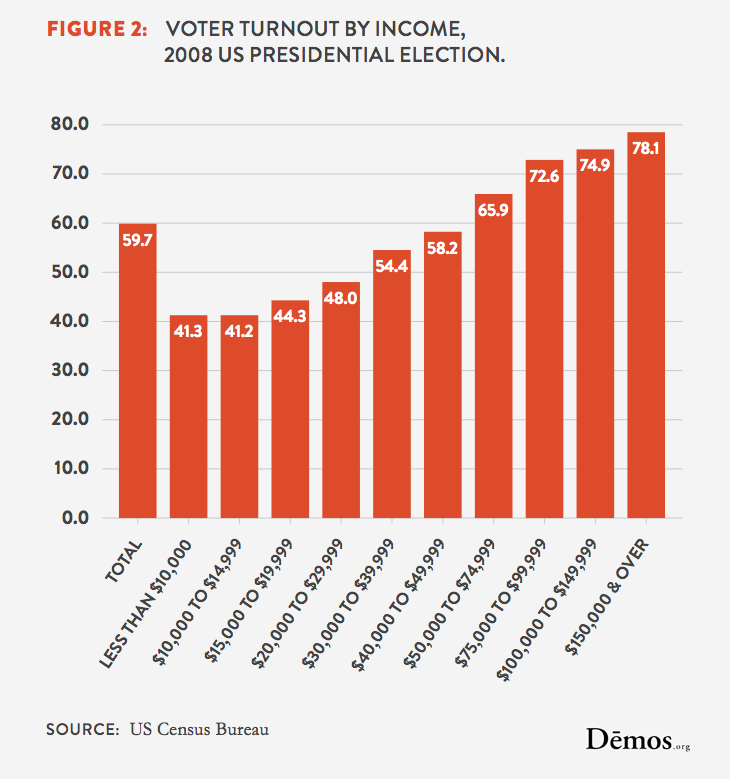 FIGURE 2: VOTER TURNOUT BY INCOME,
2008 US PRESIDENTIAL ELECTION.
80.0
70.0
60.0
50.0
40.0
30.0
20.0
10.0
0.0
59.7
41.3
41.2
44.3
48.0
54.4
58.2
65.9
72.6
74.9
78.1
TOTAL
LESS THAN $10,000
$10,000 TO $14,999
$15,000 TO $19,999
$20,000 TO $29,999
$30,000 TO $39,999
$40,000 TO $49,999
$50,000 TO $74,999
$75,000 TO $99,999
$100,000 TO $149,999
$150,000 & OVER
SOURCE: US Census Bureau
Dēmos.org